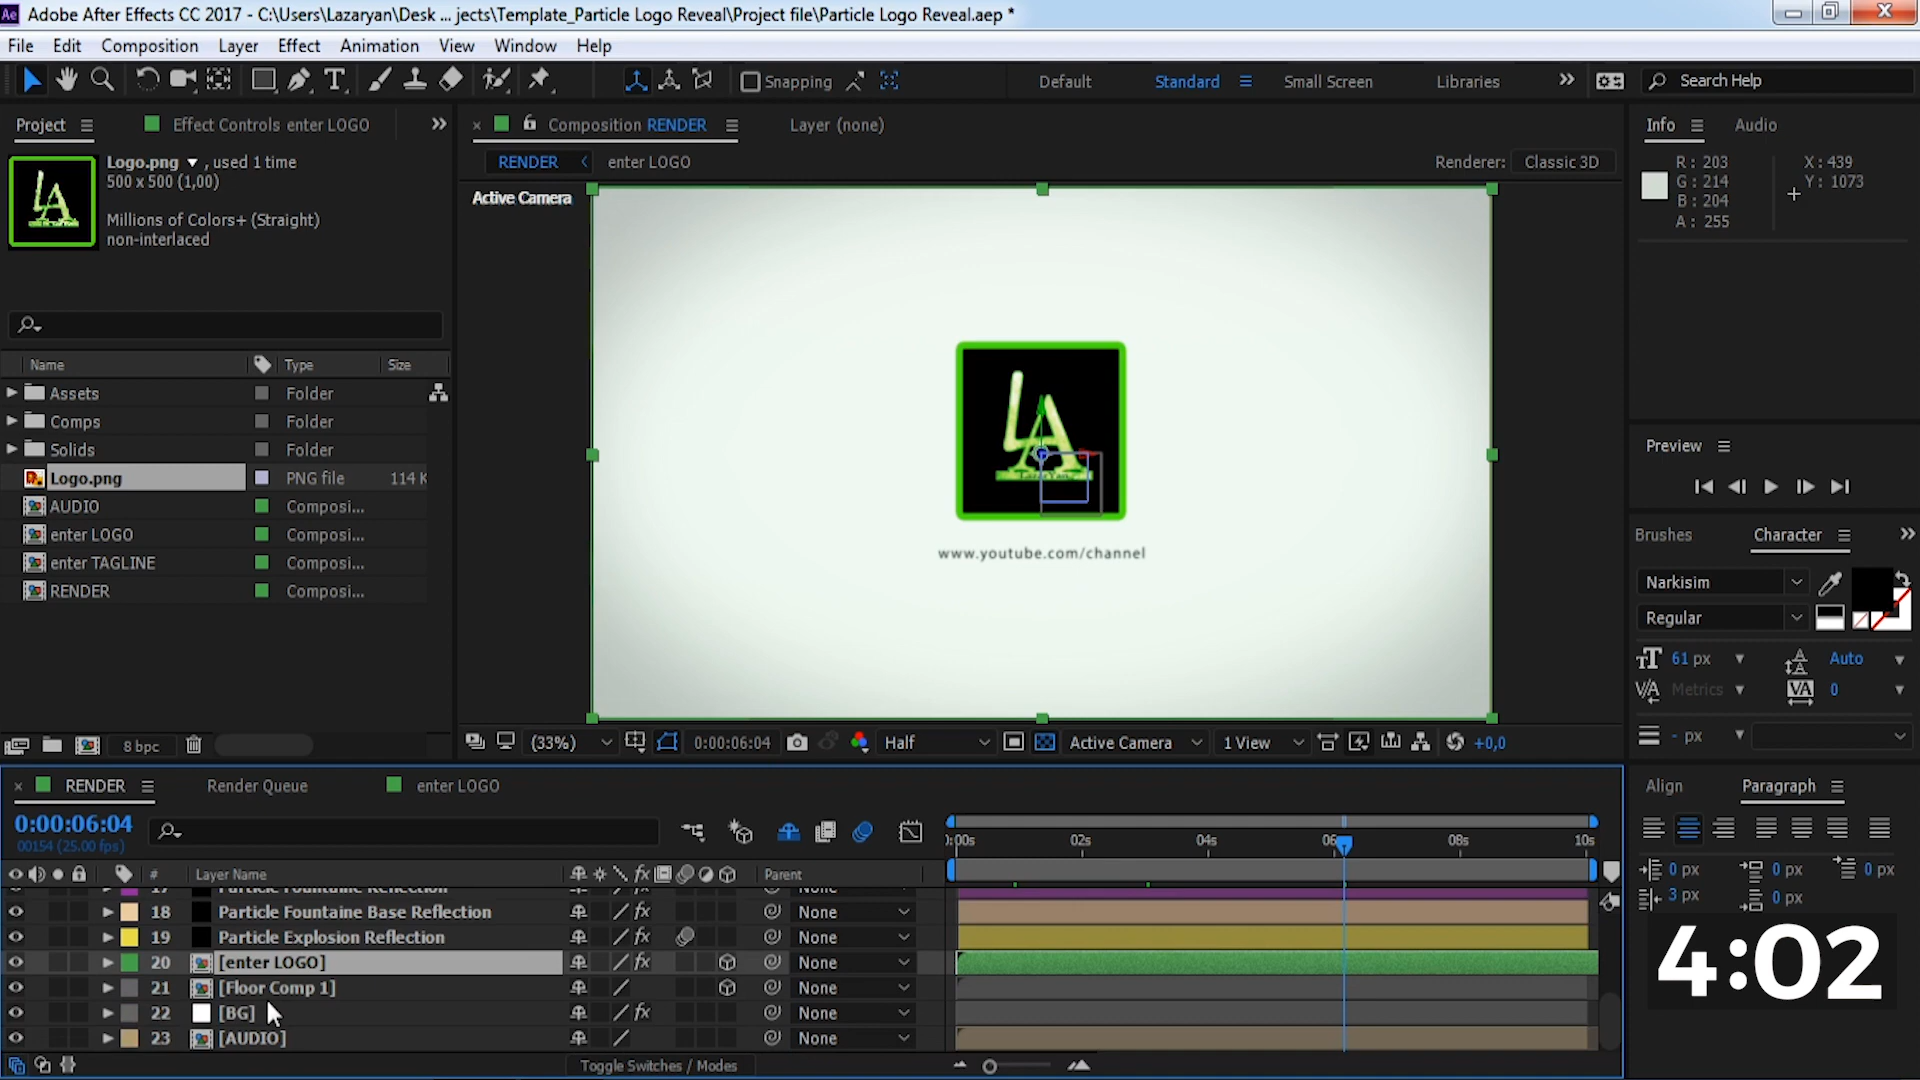 Adobe After Effects CC 2017 - C:\Users\Lazaryan\Desk ... jects\Template_Particle Logo Reveal\Project file\Particle Logo Reveal.aep *
File Edit Composition Layer Effect Animation View Window Help
Snapping Default Standard Small Screen Libraries Search Help
Project Effect Controls enter LOGO
Composition RENDER Layer (none)
Info Audio
Logo.png , used 1 time
500 x 500 (1,00)
Millions of Colors+ (Straight)
non-interlaced
RENDER enter LOGO
Renderer: Classic 3D
R: 203
G: 214
B: 204
A: 255
X: 439
Y: 1073
Active Camera
LA
www.youtube.com/channel
Name Type Size
Assets Folder
Comps Folder
Solids Folder
Logo.png PNG file 114 K
AUDIO Composi...
enter LOGO Composi...
enter TAGLINE Composi...
RENDER Composi...
8 bpc
(33%) 0:00:06:04 Half Active Camera 1 View +0,0
Preview
Brushes Character
Narkisim
Regular
61 px Auto
Metrics 0
- px
Align Paragraph
0 px 0 px 0 px
3 px 0 px
RENDER Render Queue enter LOGO
0:00:06:04
00154 (25.00 fps)
# Layer Name Parent
:00s 02s 04s 06s 08s 10s
17 Particle Fountaine Reflection None
18 Particle Fountaine Base Reflection None
19 Particle Explosion Reflection None
20 [enter LOGO] None
21 [Floor Comp 1] None
22 [BG] None
23 [AUDIO] None
Toggle Switches / Modes
4:02